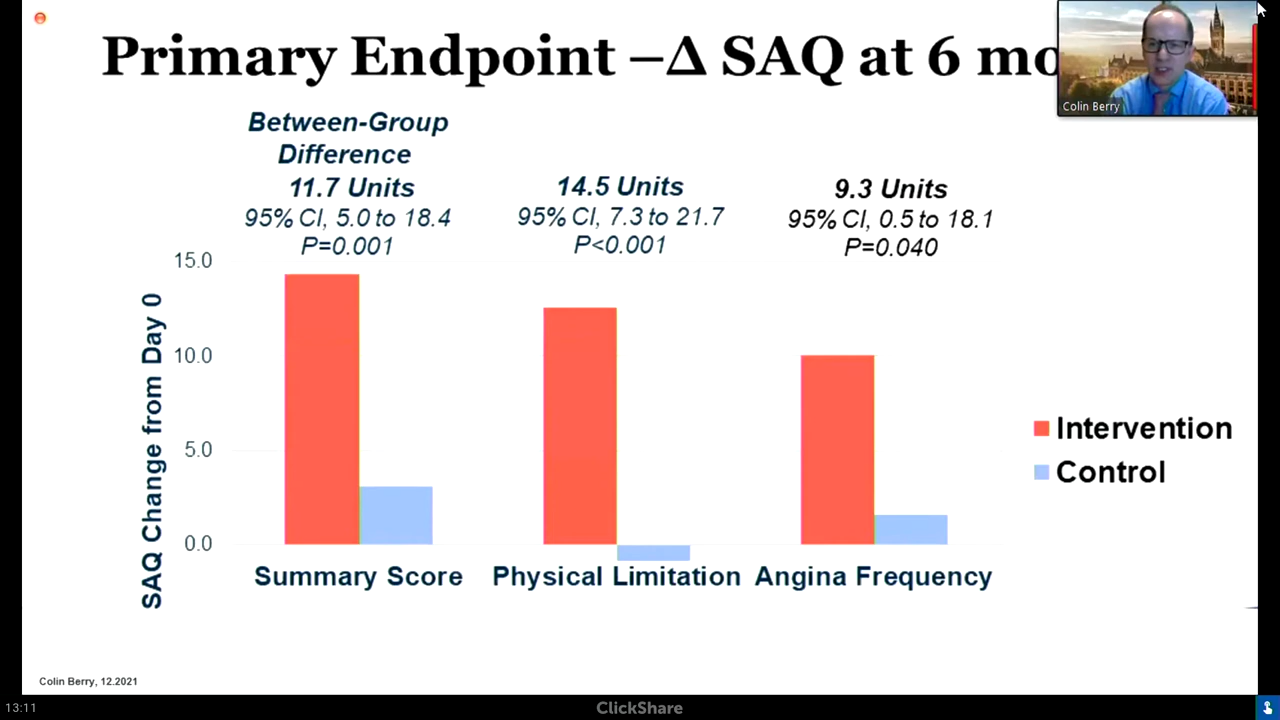 Primary Endpoint –Δ SAQ at 6 mo
Colin Berry
Between-Group
Difference
11.7 Units
95% CI, 5.0 to 18.4
P=0.001
14.5 Units
95% CI, 7.3 to 21.7
P<0.001
9.3 Units
95% CI, 0.5 to 18.1
P=0.040
SAQ Change from Day 0
15.0
10.0
5.0
0.0
Summary Score
Physical Limitation
Angina Frequency
Intervention
Control
Colin Berry, 12.2021
13:11
ClickShare